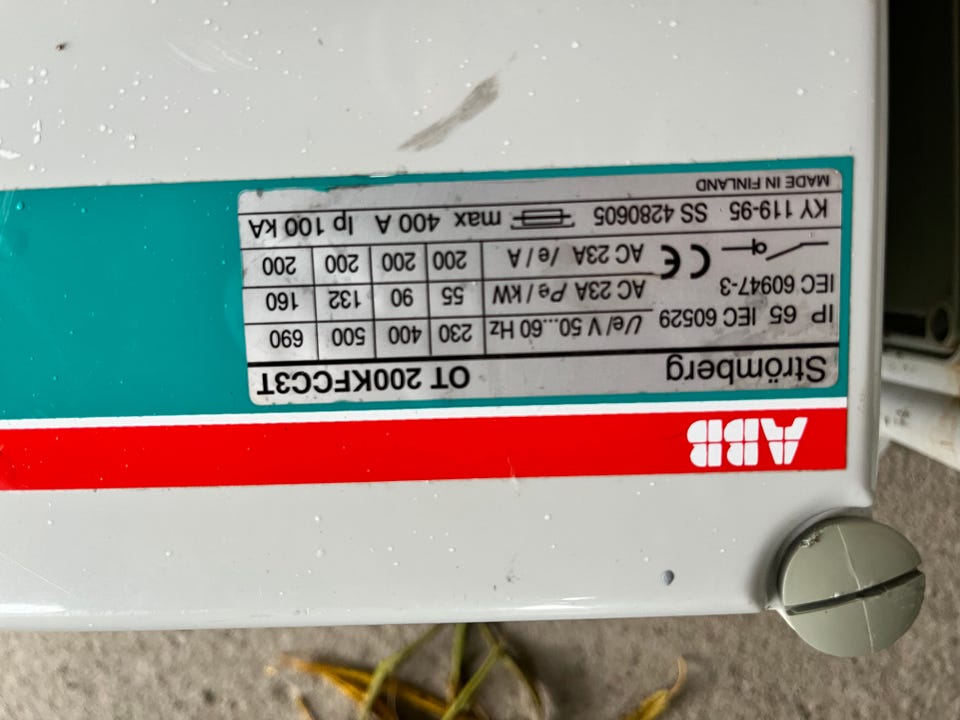 ABB
Strömberg OT 200KFCC3T
IP 65 IEC 60529 Ue/V 50...60 Hz 230 400 500 690
IEC 60947-3 AC 23A Pe/kW 55 90 132 160
CE AC 23A Ie/A 200 200 200 200
KY 119-95 SS 4280605 max 400 A Ip 100 kA
MADE IN FINLAND